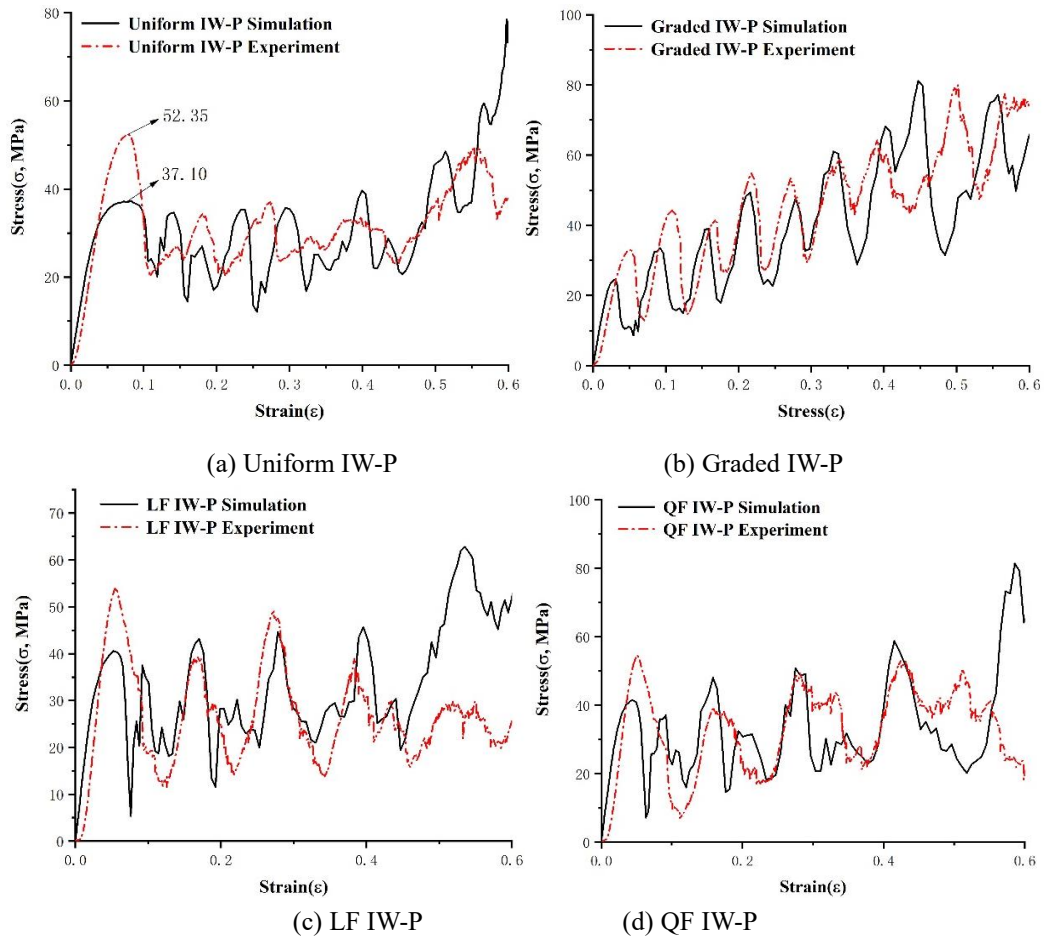 Uniform IW-P Simulation
Uniform IW-P Experiment
52.35
37.10
Stress(σ, MPa)
80
60
40
20
0
0.0 0.1 0.2 0.3 0.4 0.5 0.6
Strain(ε)
(a) Uniform IW-P
Graded IW-P Simulation
Graded IW-P Experiment
Stress(σ, MPa)
100
80
60
40
20
0
0.0 0.1 0.2 0.3 0.4 0.5 0.6
Stress(ε)
(b) Graded IW-P
LF IW-P Simulation
LF IW-P Experiment
Stress(σ, MPa)
70
60
50
40
30
20
10
0
0.0 0.2 0.4 0.6
Strain(ε)
(c) LF IW-P
QF IW-P Simulation
QF IW-P Experiment
Stress(σ, MPa)
100
80
60
40
20
0
0.0 0.2 0.4 0.6
Strain(ε)
(d) QF IW-P